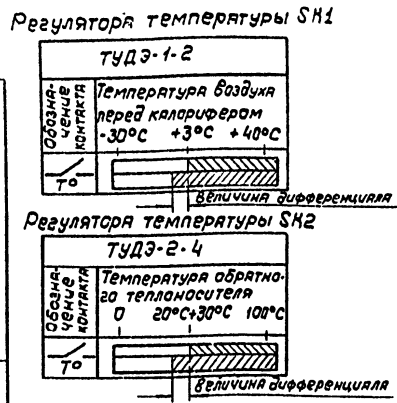 Регулятора температуры SK1
ТУДЭ-1-2
Обозна-
чение
контакта
Температура воздуха
перед калорифером
-30°С +3°С +40°С
T°
Величина дифференциала
Регулятора температуры SK2
ТУДЭ-2-4
Обозна-
чение
контакта
Температура обратно-
го теплоносителя
0 20°С+30°С 100°С
T°
Величина дифференциала